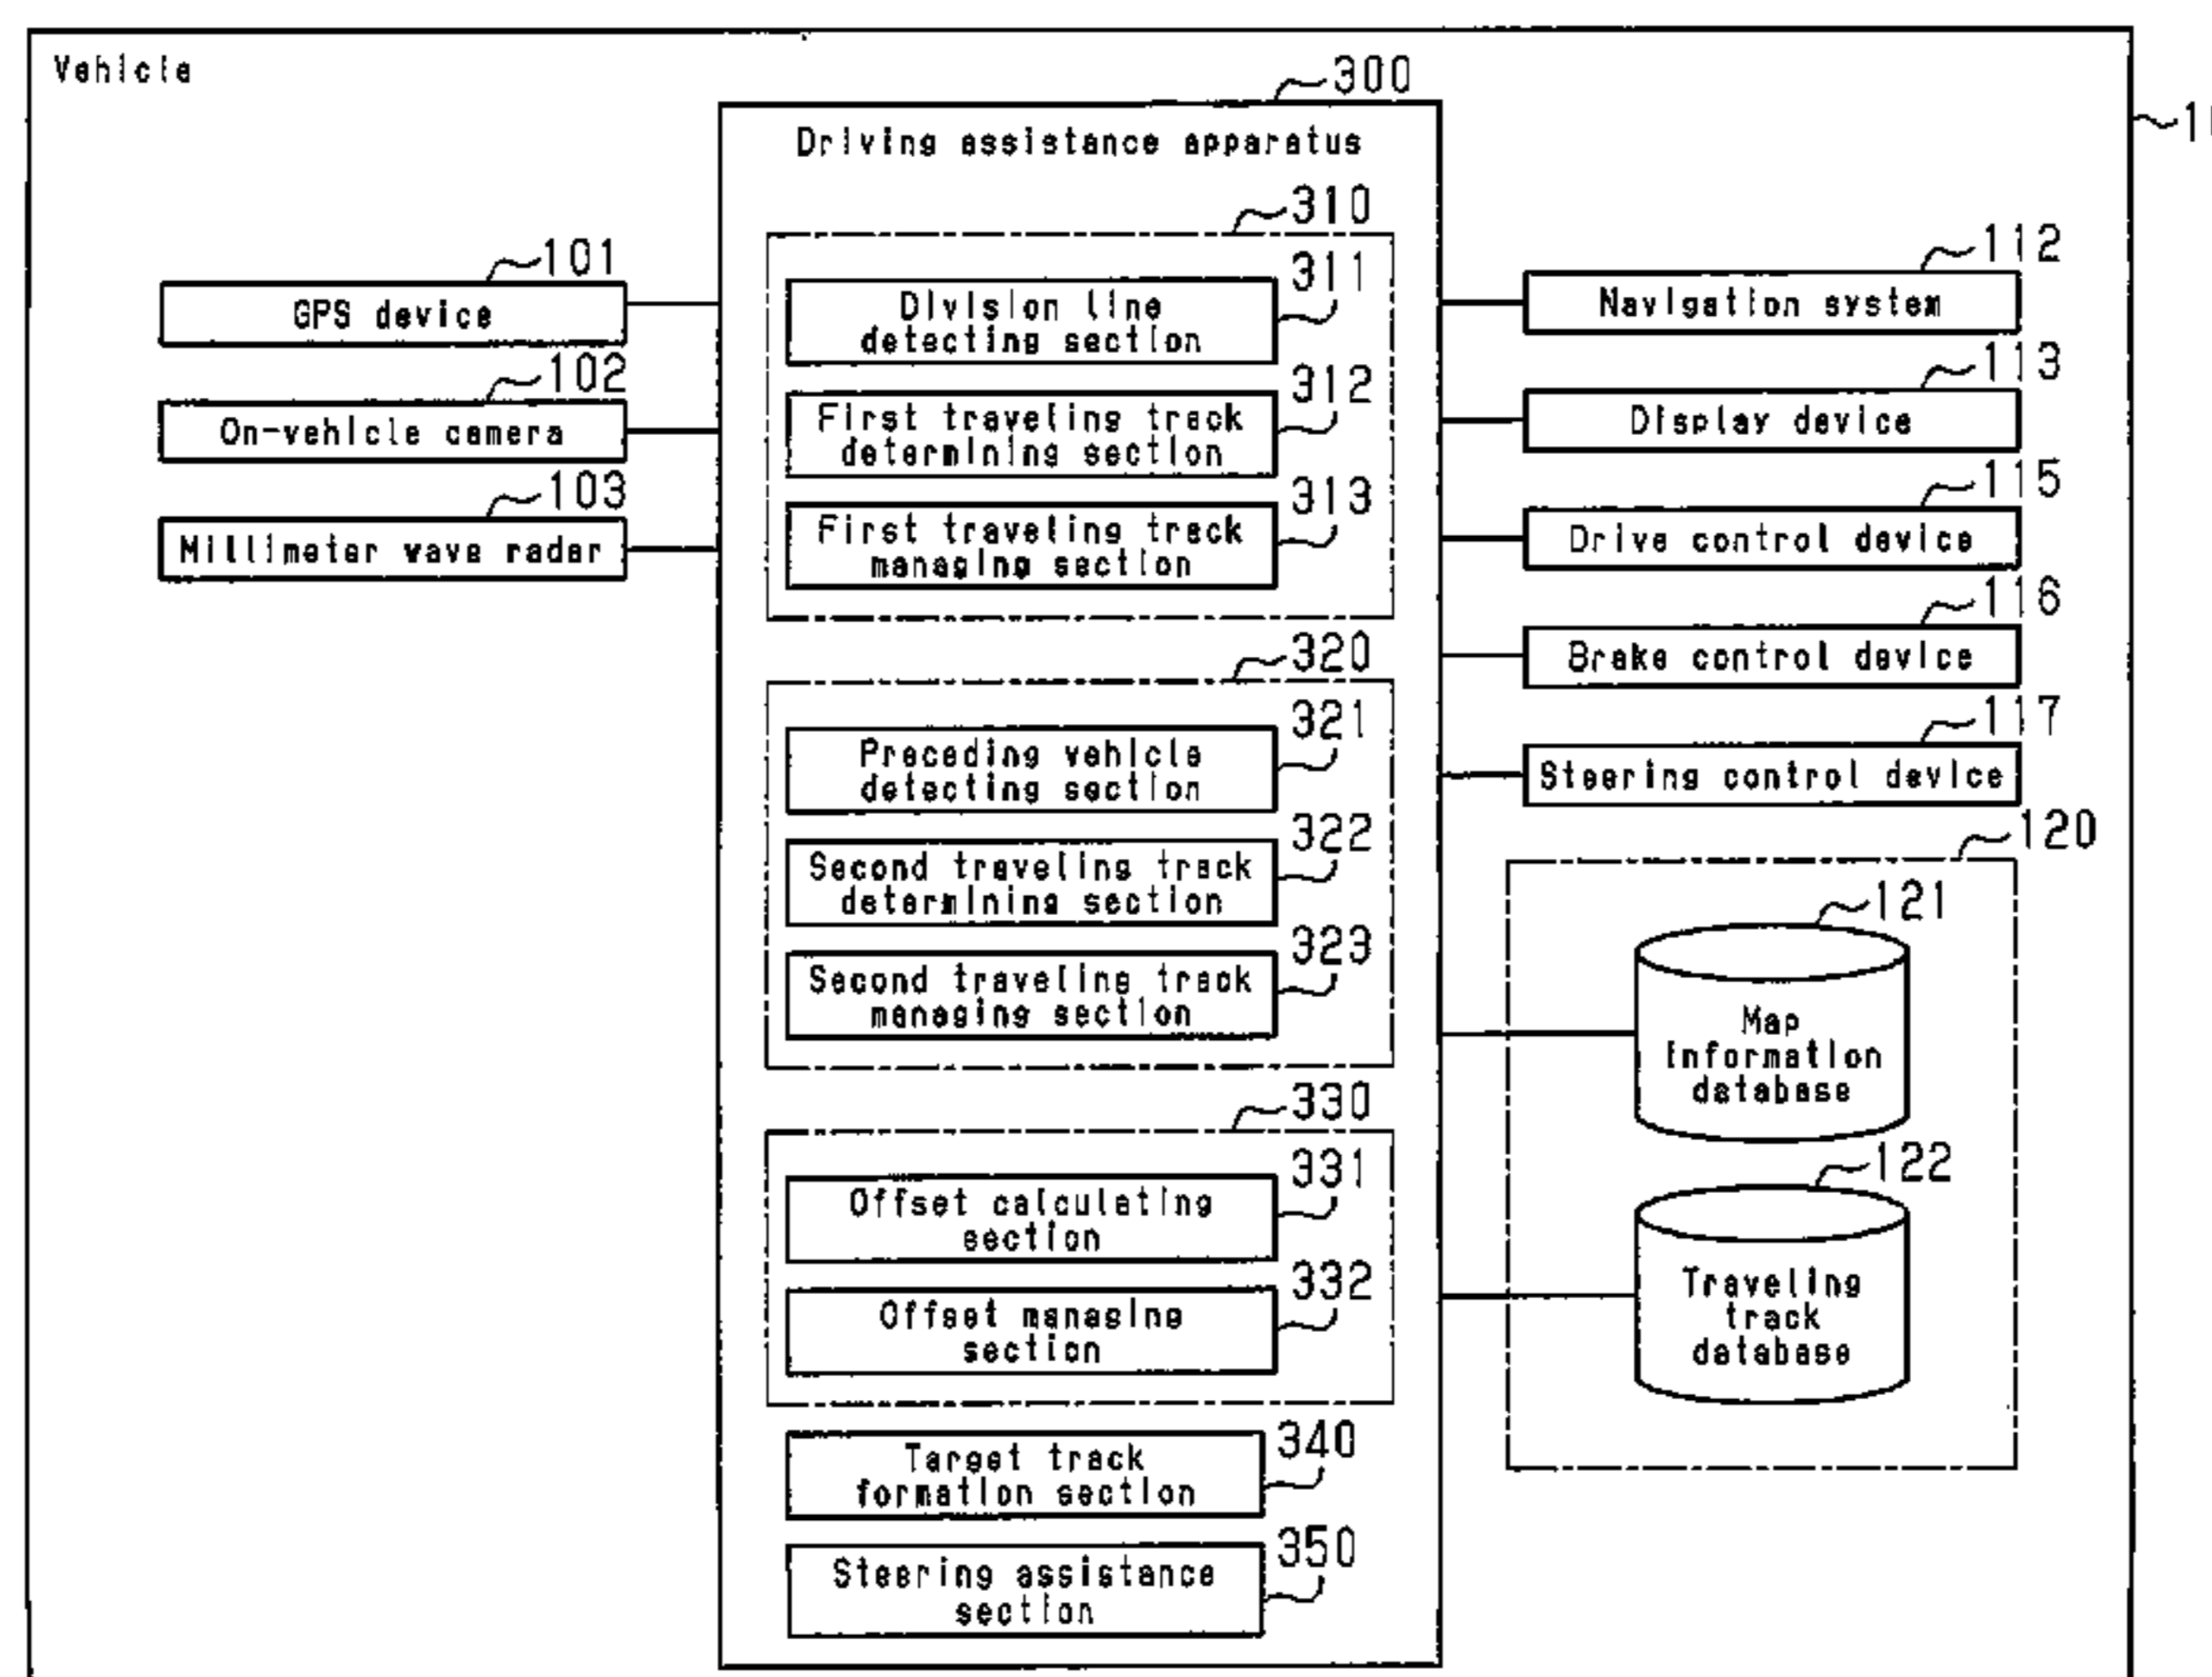 Vehicle
300
Driving assistance apparatus
310
311
Division line
detecting section
312
First traveling track
determining section
313
First traveling track
managing section
320
321
Preceding vehicle
detecting section
322
Second traveling track
determining section
323
Second traveling track
managing section
330
331
Offset calculating
section
332
Offset managing
section
340
Target track
formation section
350
Steering assistance
section
101
GPS device
102
On-vehicle camera
103
Millimeter wave radar
112
Navigation system
113
Display device
115
Drive control device
116
Brake control device
117
Steering control device
120
121
Map
information
database
122
Traveling
track
database